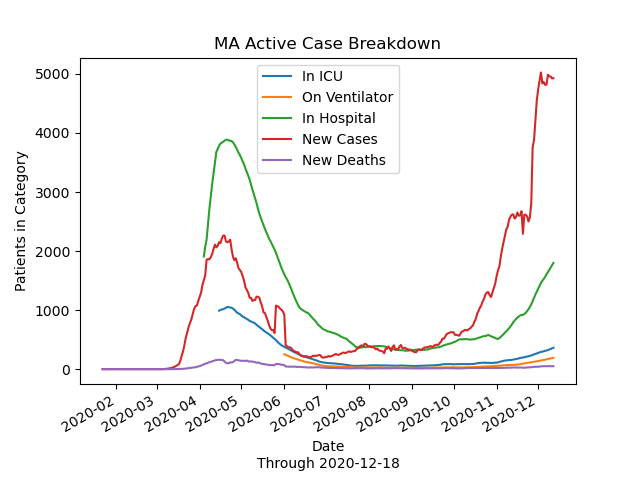 MA Active Case Breakdown
In ICU
On Ventilator
In Hospital
New Cases
New Deaths
Patients in Category
5000
4000
3000
2000
1000
0
2020-02
2020-03
2020-04
2020-05
2020-06
2020-07
2020-08
2020-09
2020-10
2020-11
2020-12
Date
Through 2020-12-18